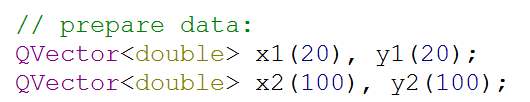 // prepare data:
QVector<double> x1(20), y1(20);
QVector<double> x2(100), y2(100);